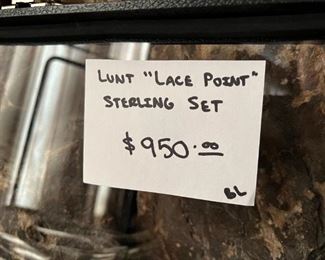 LUNT "LACE POINT"
STERLING SET
$950.00
BL